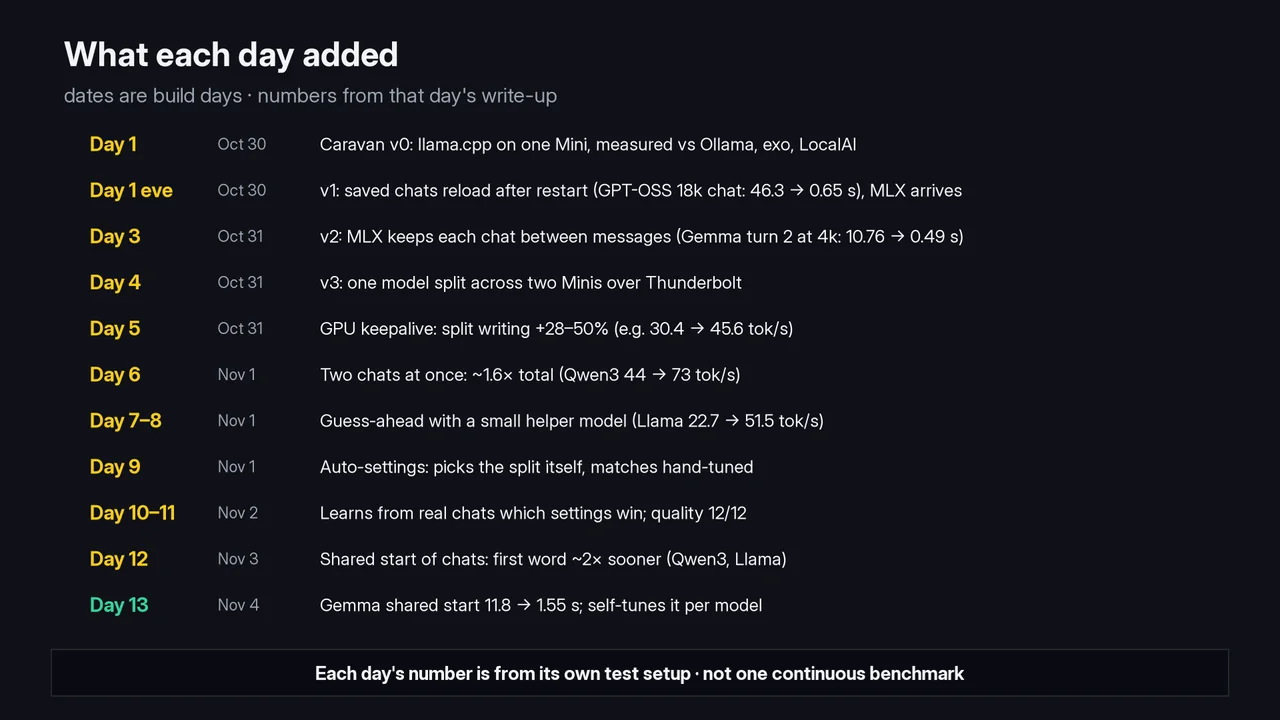 What each day added
dates are build days · numbers from that day's write-up
Day 1 Oct 30 Caravan v0: llama.cpp on one Mini, measured vs Ollama, exo, LocalAI
Day 1 eve Oct 30 v1: saved chats reload after restart (GPT-OSS 18k chat: 46.3 → 0.65 s), MLX arrives
Day 3 Oct 31 v2: MLX keeps each chat between messages (Gemma turn 2 at 4k: 10.76 → 0.49 s)
Day 4 Oct 31 v3: one model split across two Minis over Thunderbolt
Day 5 Oct 31 GPU keepalive: split writing +28–50% (e.g. 30.4 → 45.6 tok/s)
Day 6 Nov 1 Two chats at once: ~1.6× total (Qwen3 44 → 73 tok/s)
Day 7–8 Nov 1 Guess-ahead with a small helper model (Llama 22.7 → 51.5 tok/s)
Day 9 Nov 1 Auto-settings: picks the split itself, matches hand-tuned
Day 10–11 Nov 2 Learns from real chats which settings win; quality 12/12
Day 12 Nov 3 Shared start of chats: first word ~2× sooner (Qwen3, Llama)
Day 13 Nov 4 Gemma shared start 11.8 → 1.55 s; self-tunes it per model
Each day's number is from its own test setup · not one continuous benchmark